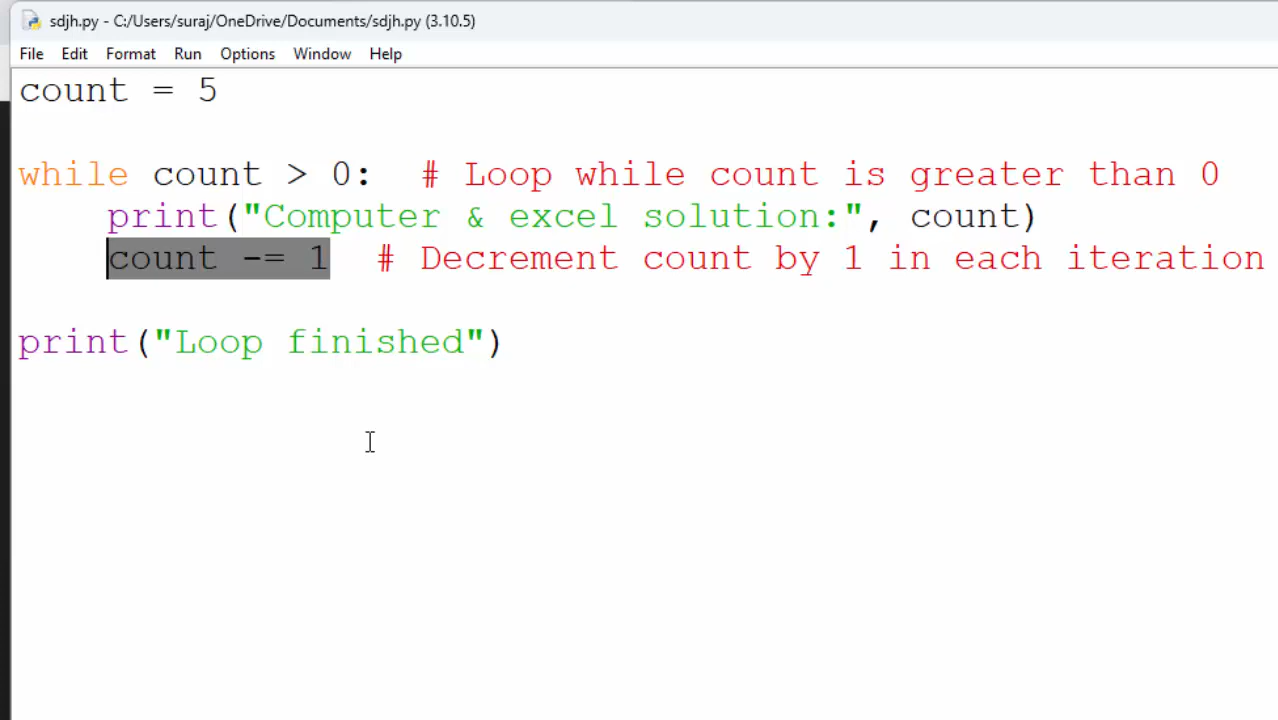 sdjh.py - C:/Users/suraj/OneDrive/Documents/sdjh.py (3.10.5)
File Edit Format Run Options Window Help
count = 5
while count > 0:  # Loop while count is greater than 0
    print("Computer & excel solution:", count)
    count -= 1  # Decrement count by 1 in each iteration
print("Loop finished")